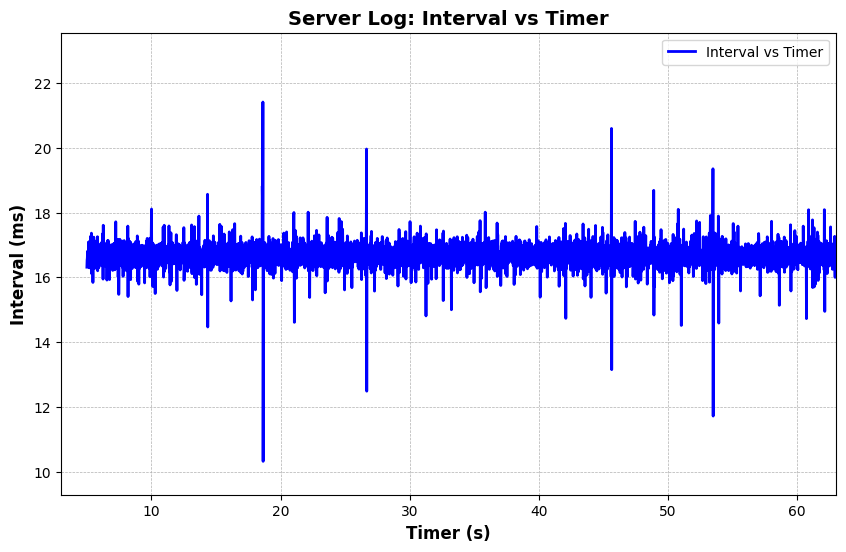 Server Log: Interval vs Timer
Interval vs Timer
Interval (ms)
22
20
18
16
14
12
10
10 20 30 40 50 60
Timer (s)